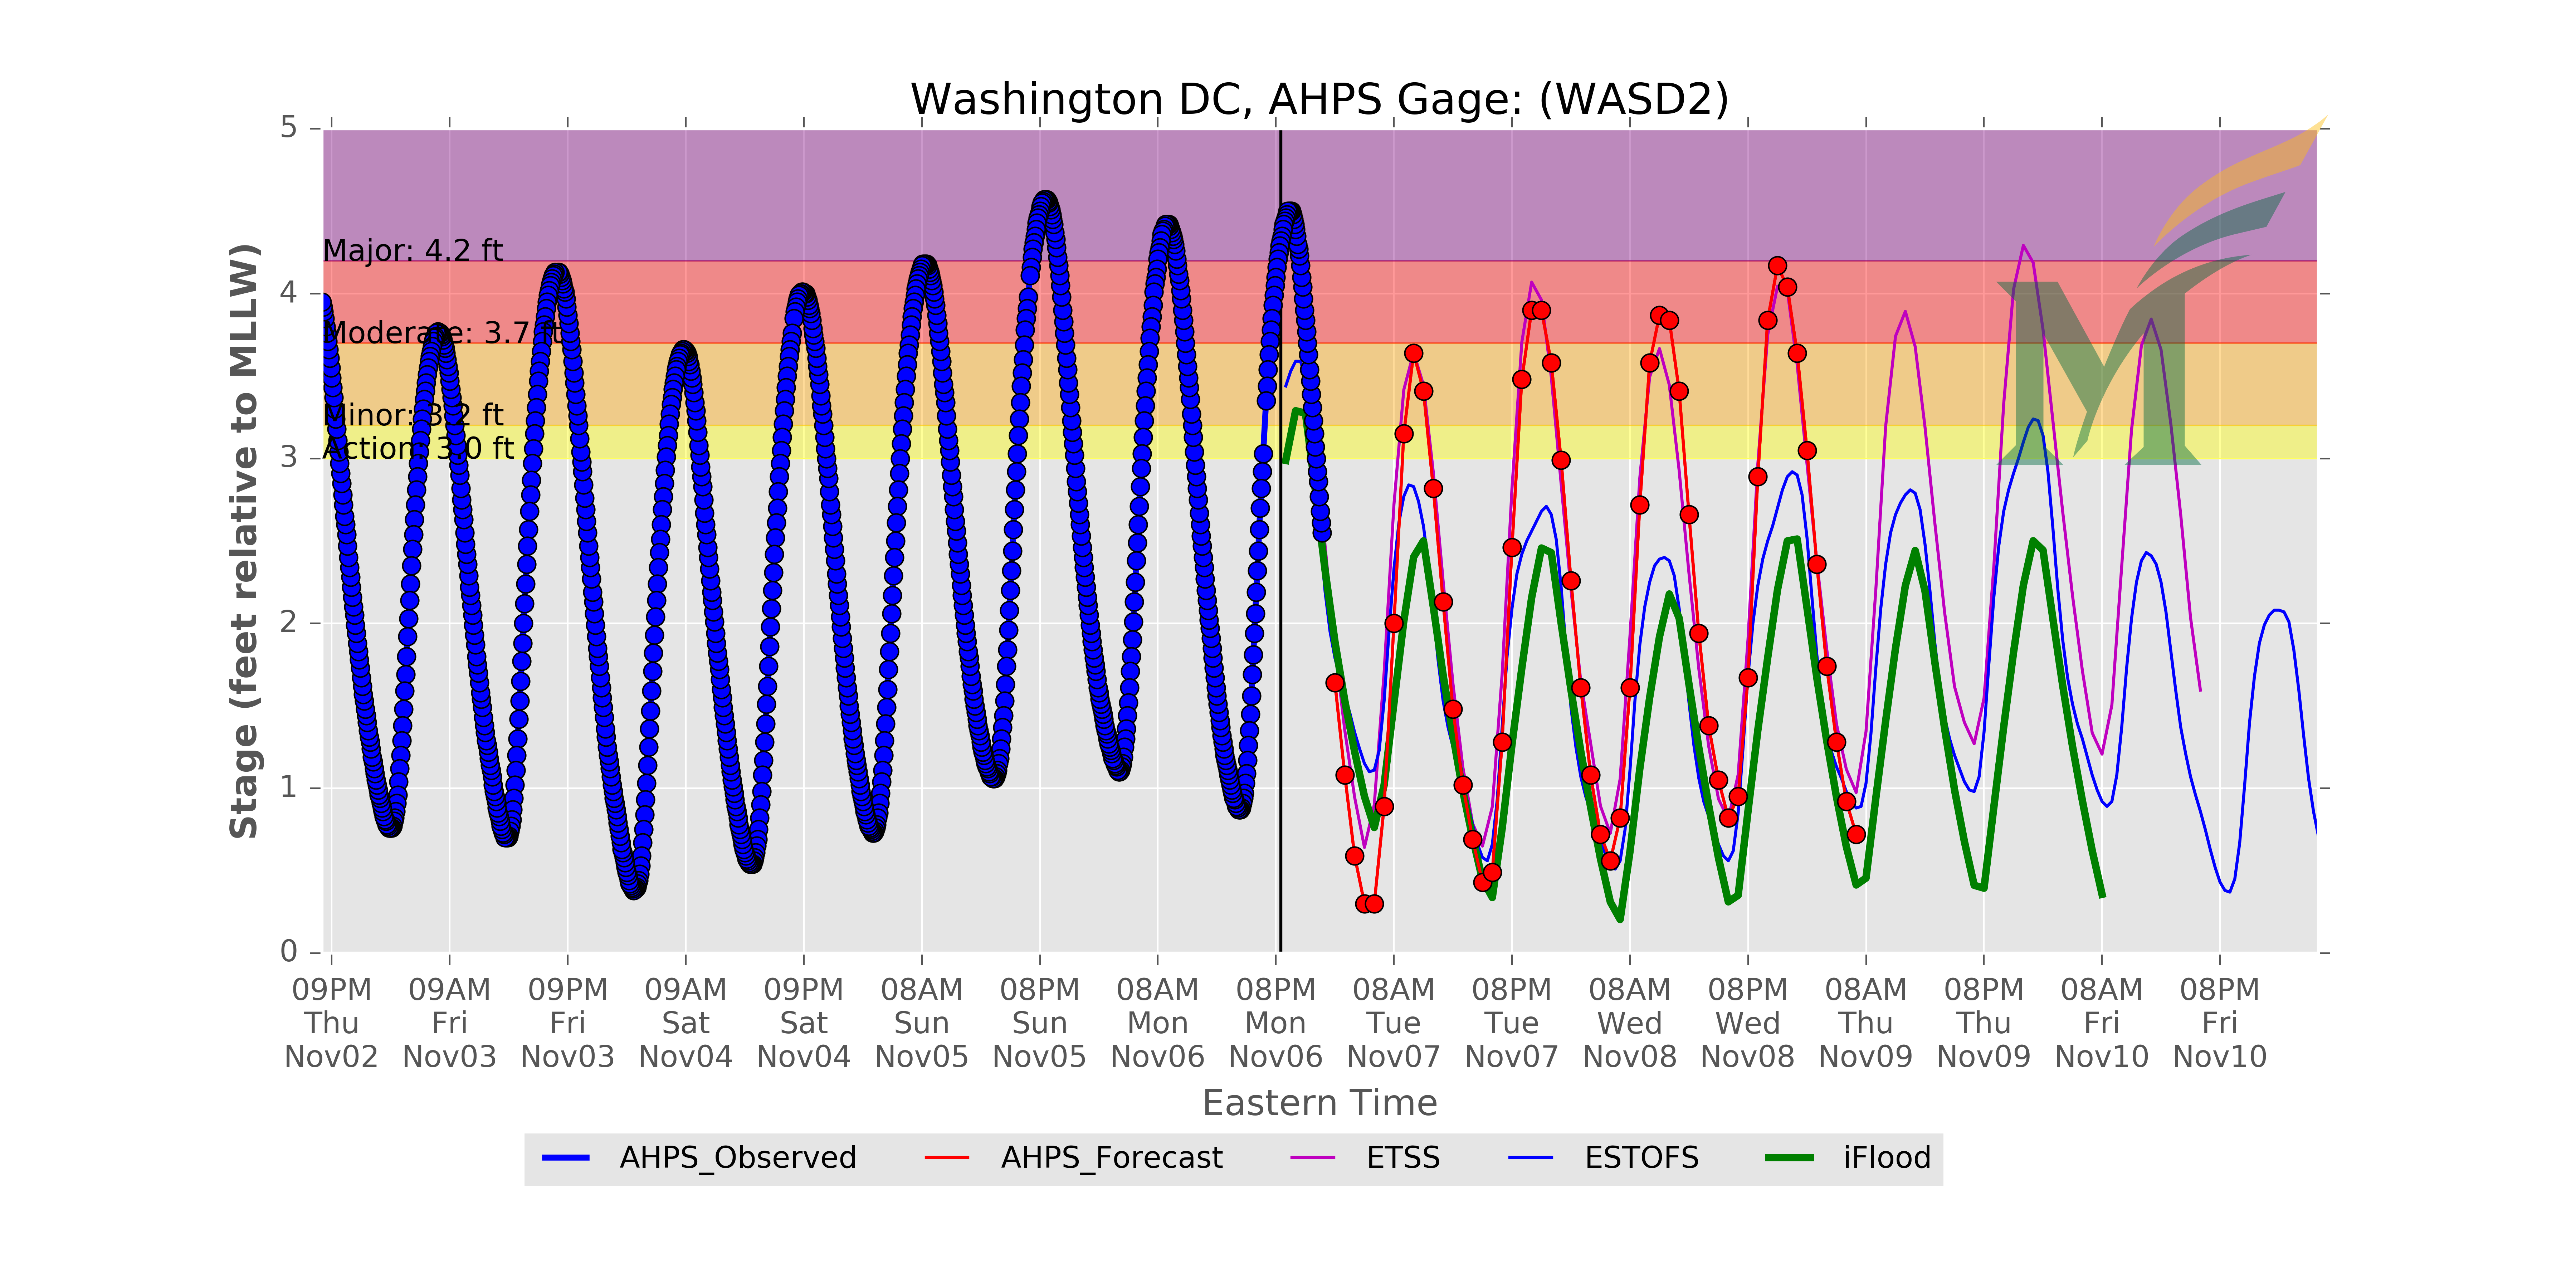 Washington DC, AHPS Gage: (WASD2)
Stage (feet relative to MLLW)
5
4
3
2
1
0
Major: 4.2 ft
Moderate: 3.7 ft
Minor: 3.2 ft
Action: 3.0 ft
09PM 09AM 09PM 09AM 09PM 08AM 08PM 08AM 08PM 08AM 08PM 08AM 08PM 08AM 08PM 08AM 08PM
Thu Fri Fri Sat Sat Sun Sun Mon Mon Tue Tue Wed Wed Thu Thu Fri Fri
Nov02 Nov03 Nov03 Nov04 Nov04 Nov05 Nov05 Nov06 Nov06 Nov07 Nov07 Nov08 Nov08 Nov09 Nov09 Nov10 Nov10
Eastern Time
AHPS_Observed AHPS_Forecast ETSS ESTOFS iFlood